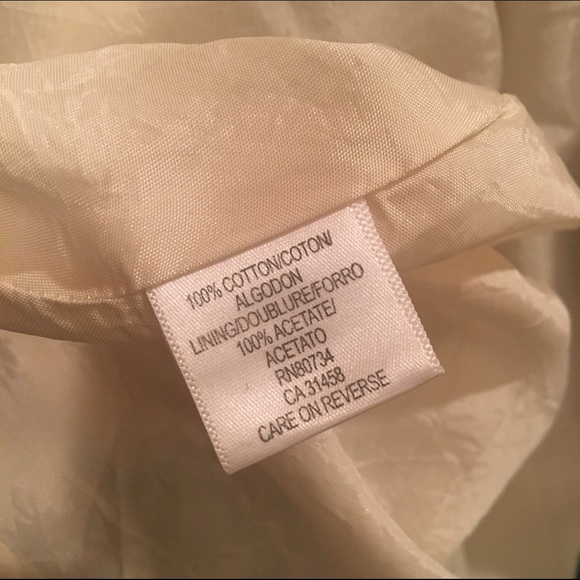 100% COTTON/COTON/
ALGODON
LINING/DOUBLURE/FORRO
100% ACETATE/
ACETATO
RN80734
CA 31458
CARE ON REVERSE